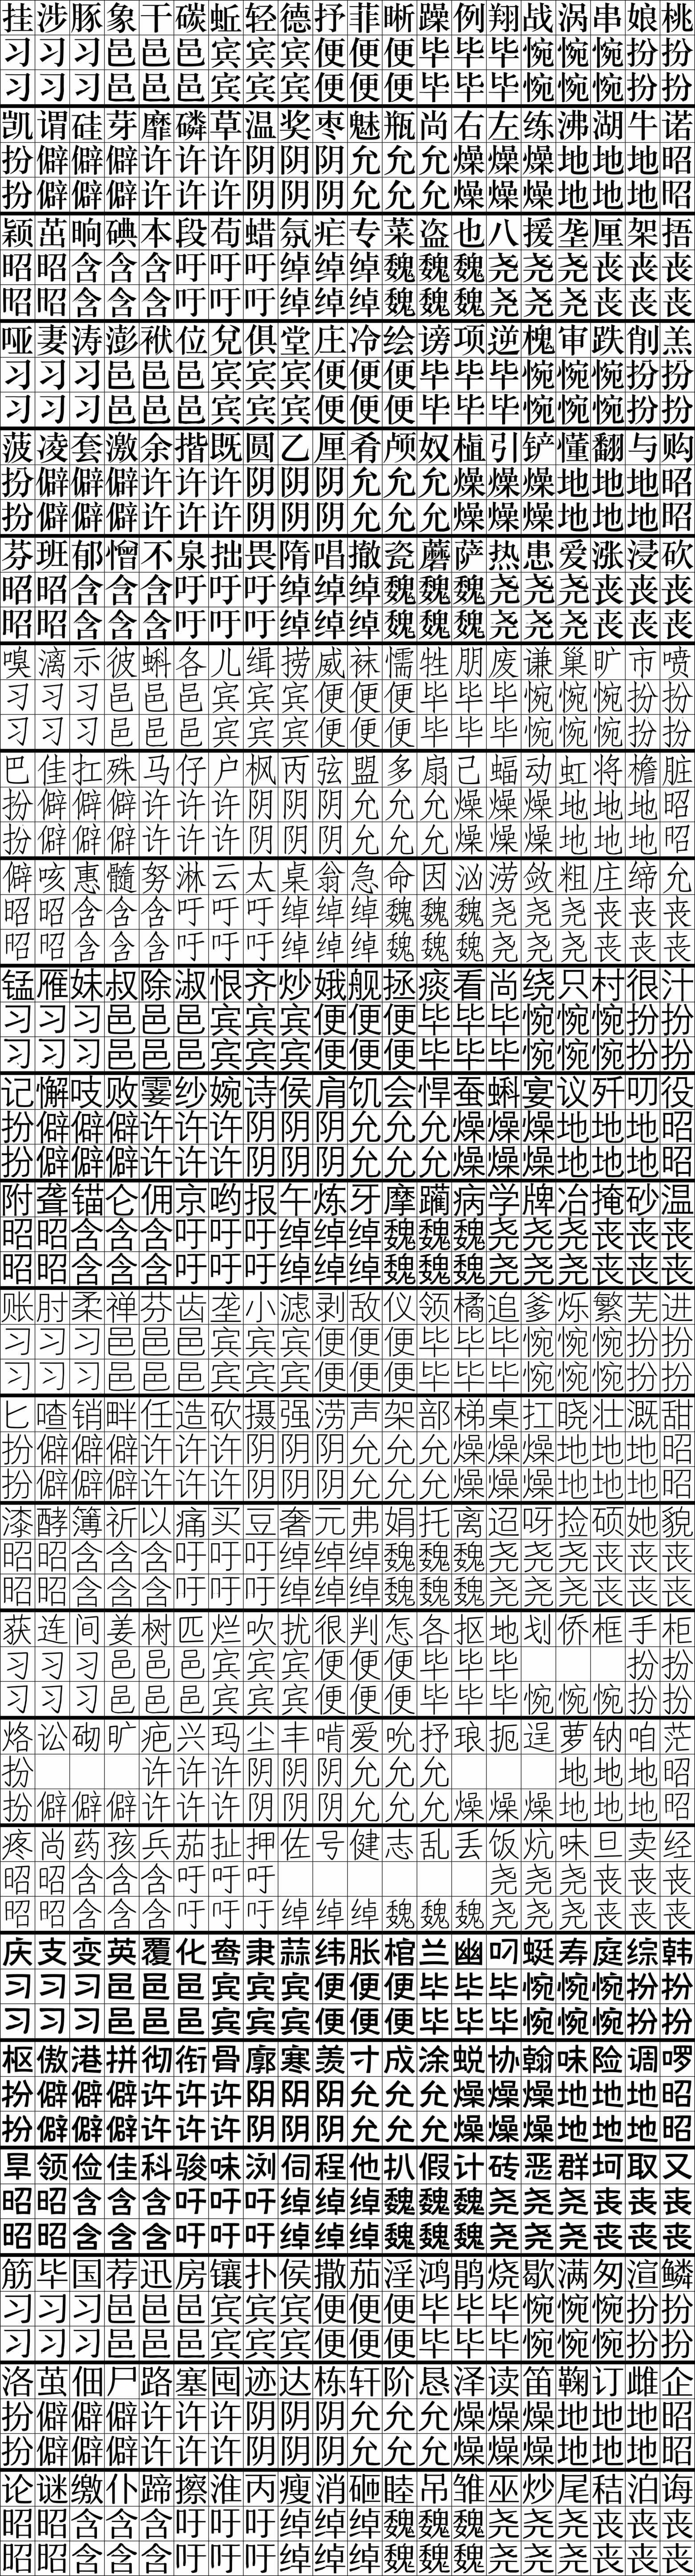 挂涉豚象干碳蚯轻德抒菲晰躁例翔战涡串娘桃
习习习邑邑邑宾宾宾便便便毕毕毕惋惋惋扮扮
习习习邑邑邑宾宾宾便便便毕毕毕惋惋惋扮扮
凯谓硅芽靡磷草温奖枣魅瓶尚右左练沸湖牛诺
扮僻僻僻许许许阴阴阴允允允燥燥燥地地地昭
扮僻僻僻许许许阴阴阴允允允燥燥燥地地地昭
颖茁晌碘本段荀蜡氛疟专菜盗也八援垄厘架捂
昭昭含含含吁吁吁绰绰绰魏魏魏尧尧尧丧丧丧
昭昭含含含吁吁吁绰绰绰魏魏魏尧尧尧丧丧丧
哑妻涛澎袱位兑俱堂庄冷绘谤项逆槐审跌削羔
习习习邑邑邑宾宾宾便便便毕毕毕惋惋惋扮扮
习习习邑邑邑宾宾宾便便便毕毕毕惋惋惋扮扮
菠凌套激余揩既圆乙厘肴颅奴植引铲懂翻与购
扮僻僻僻许许许阴阴阴允允允燥燥燥地地地昭
扮僻僻僻许许许阴阴阴允允允燥燥燥地地地昭
芬班郁憎不泉拙畏隋唱撤瓷蘑萨热患爱涨浸砍
昭昭含含含吁吁吁绰绰绰魏魏魏尧尧尧丧丧丧
昭昭含含含吁吁吁绰绰绰魏魏魏尧尧尧丧丧丧
嗅漓示彼蝌各儿缉捞威袜懦牲朋废谦巢旷市喷
习习习邑邑邑宾宾宾便便便毕毕毕惋惋惋扮扮
习习习邑邑邑宾宾宾便便便毕毕毕惋惋惋扮扮
巴佳扛殊马仔户枫丙弦盟多扇己蝠动虹将檐脏
扮僻僻僻许许许阴阴阴允允允燥燥燥地地地昭
扮僻僻僻许许许阴阴阴允允允燥燥燥地地地昭
僻咳惠髓努淋云太桌翁急命因汹涝敛粗庄缔允
昭昭含含含吁吁吁绰绰绰魏魏魏尧尧尧丧丧丧
昭昭含含含吁吁吁绰绰绰魏魏魏尧尧尧丧丧丧
锰雁妹叔除淑恨齐炒娥舰拯痰看尚绕只村很汁
习习习邑邑邑宾宾宾便便便毕毕毕惋惋惋扮扮
习习习邑邑邑宾宾宾便便便毕毕毕惋惋惋扮扮
记懈吱败霎纱婉诗侯肩饥会悍蚕蝌宴议歼叨役
扮僻僻僻许许许阴阴阴允允允燥燥燥地地地昭
扮僻僻僻许许许阴阴阴允允允燥燥燥地地地昭
附聋锚仑佣京哟报午炼牙摩躏病学牌冶掩砂温
昭昭含含含吁吁吁绰绰绰魏魏魏尧尧尧丧丧丧
昭昭含含含吁吁吁绰绰绰魏魏魏尧尧尧丧丧丧
账肘柔禅芬齿垄小滤剥敌仪领橘追爹烁繁芜进
习习习邑邑邑宾宾宾便便便毕毕毕惋惋惋扮扮
习习习邑邑邑宾宾宾便便便毕毕毕惋惋惋扮扮
匕喳销畔任造砍摄强涝声架部梯桌扛晓壮溉甜
扮僻僻僻许许许阴阴阴允允允燥燥燥地地地昭
扮僻僻僻许许许阴阴阴允允允燥燥燥地地地昭
漆酵簿祈以痛买豆奢元弗娟托离迢呀捡硕她貌
昭昭含含含吁吁吁绰绰绰魏魏魏尧尧尧丧丧丧
昭昭含含含吁吁吁绰绰绰魏魏魏尧尧尧丧丧丧
获连间姜树匹烂吹扰很判怎各抠地划侨框手柜
习习习邑邑邑宾宾宾便便便毕毕毕扮扮
习习习邑邑邑宾宾宾便便便毕毕毕惋惋惋扮扮
烙讼砌旷疤兴玛尘丰啃爱吮抒琅扼逞萝钠咱茫
扮许许许阴阴阴允允允地地地昭
扮僻僻僻许许许阴阴阴允允允燥燥燥地地地昭
疼尚药孩兵茄扯押佐号健志乱丢饭炕味旦卖经
昭昭含含含吁吁吁尧尧尧丧丧丧
昭昭含含含吁吁吁绰绰绰魏魏魏尧尧尧丧丧丧
庆支变英覆化鸯隶蒜纬胀棺兰幽叼蜓寿庭综韩
习习习邑邑邑宾宾宾便便便毕毕毕惋惋惋扮扮
习习习邑邑邑宾宾宾便便便毕毕毕惋惋惋扮扮
枢傲港拼彻衔骨廓寒羡寸成涂蜕协翰味险调啰
扮僻僻僻许许许阴阴阴允允允燥燥燥地地地昭
扮僻僻僻许许许阴阴阴允允允燥燥燥地地地昭
旱领俭佳科骏味浏伺程他扒假计砖恶群坷取又
昭昭含含含吁吁吁绰绰绰魏魏魏尧尧尧丧丧丧
昭昭含含含吁吁吁绰绰绰魏魏魏尧尧尧丧丧丧
筋毕国荐迅房镶扑侯撒茄淫鸿鹃烧歇满匆渲鳞
习习习邑邑邑宾宾宾便便便毕毕毕惋惋惋扮扮
习习习邑邑邑宾宾宾便便便毕毕毕惋惋惋扮扮
洛茧佃尸路塞囤迹达栋轩阶恳泽读笛鞠订雌企
扮僻僻僻许许许阴阴阴允允允燥燥燥地地地昭
扮僻僻僻许许许阴阴阴允允允燥燥燥地地地昭
论谜缴仆蹄擦淮丙瘦消砸睦吊雏巫炒尾秸泊诲
昭昭含含含吁吁吁绰绰绰魏魏魏尧尧尧丧丧丧
昭昭含含含吁吁吁绰绰绰魏魏魏尧尧尧丧丧丧